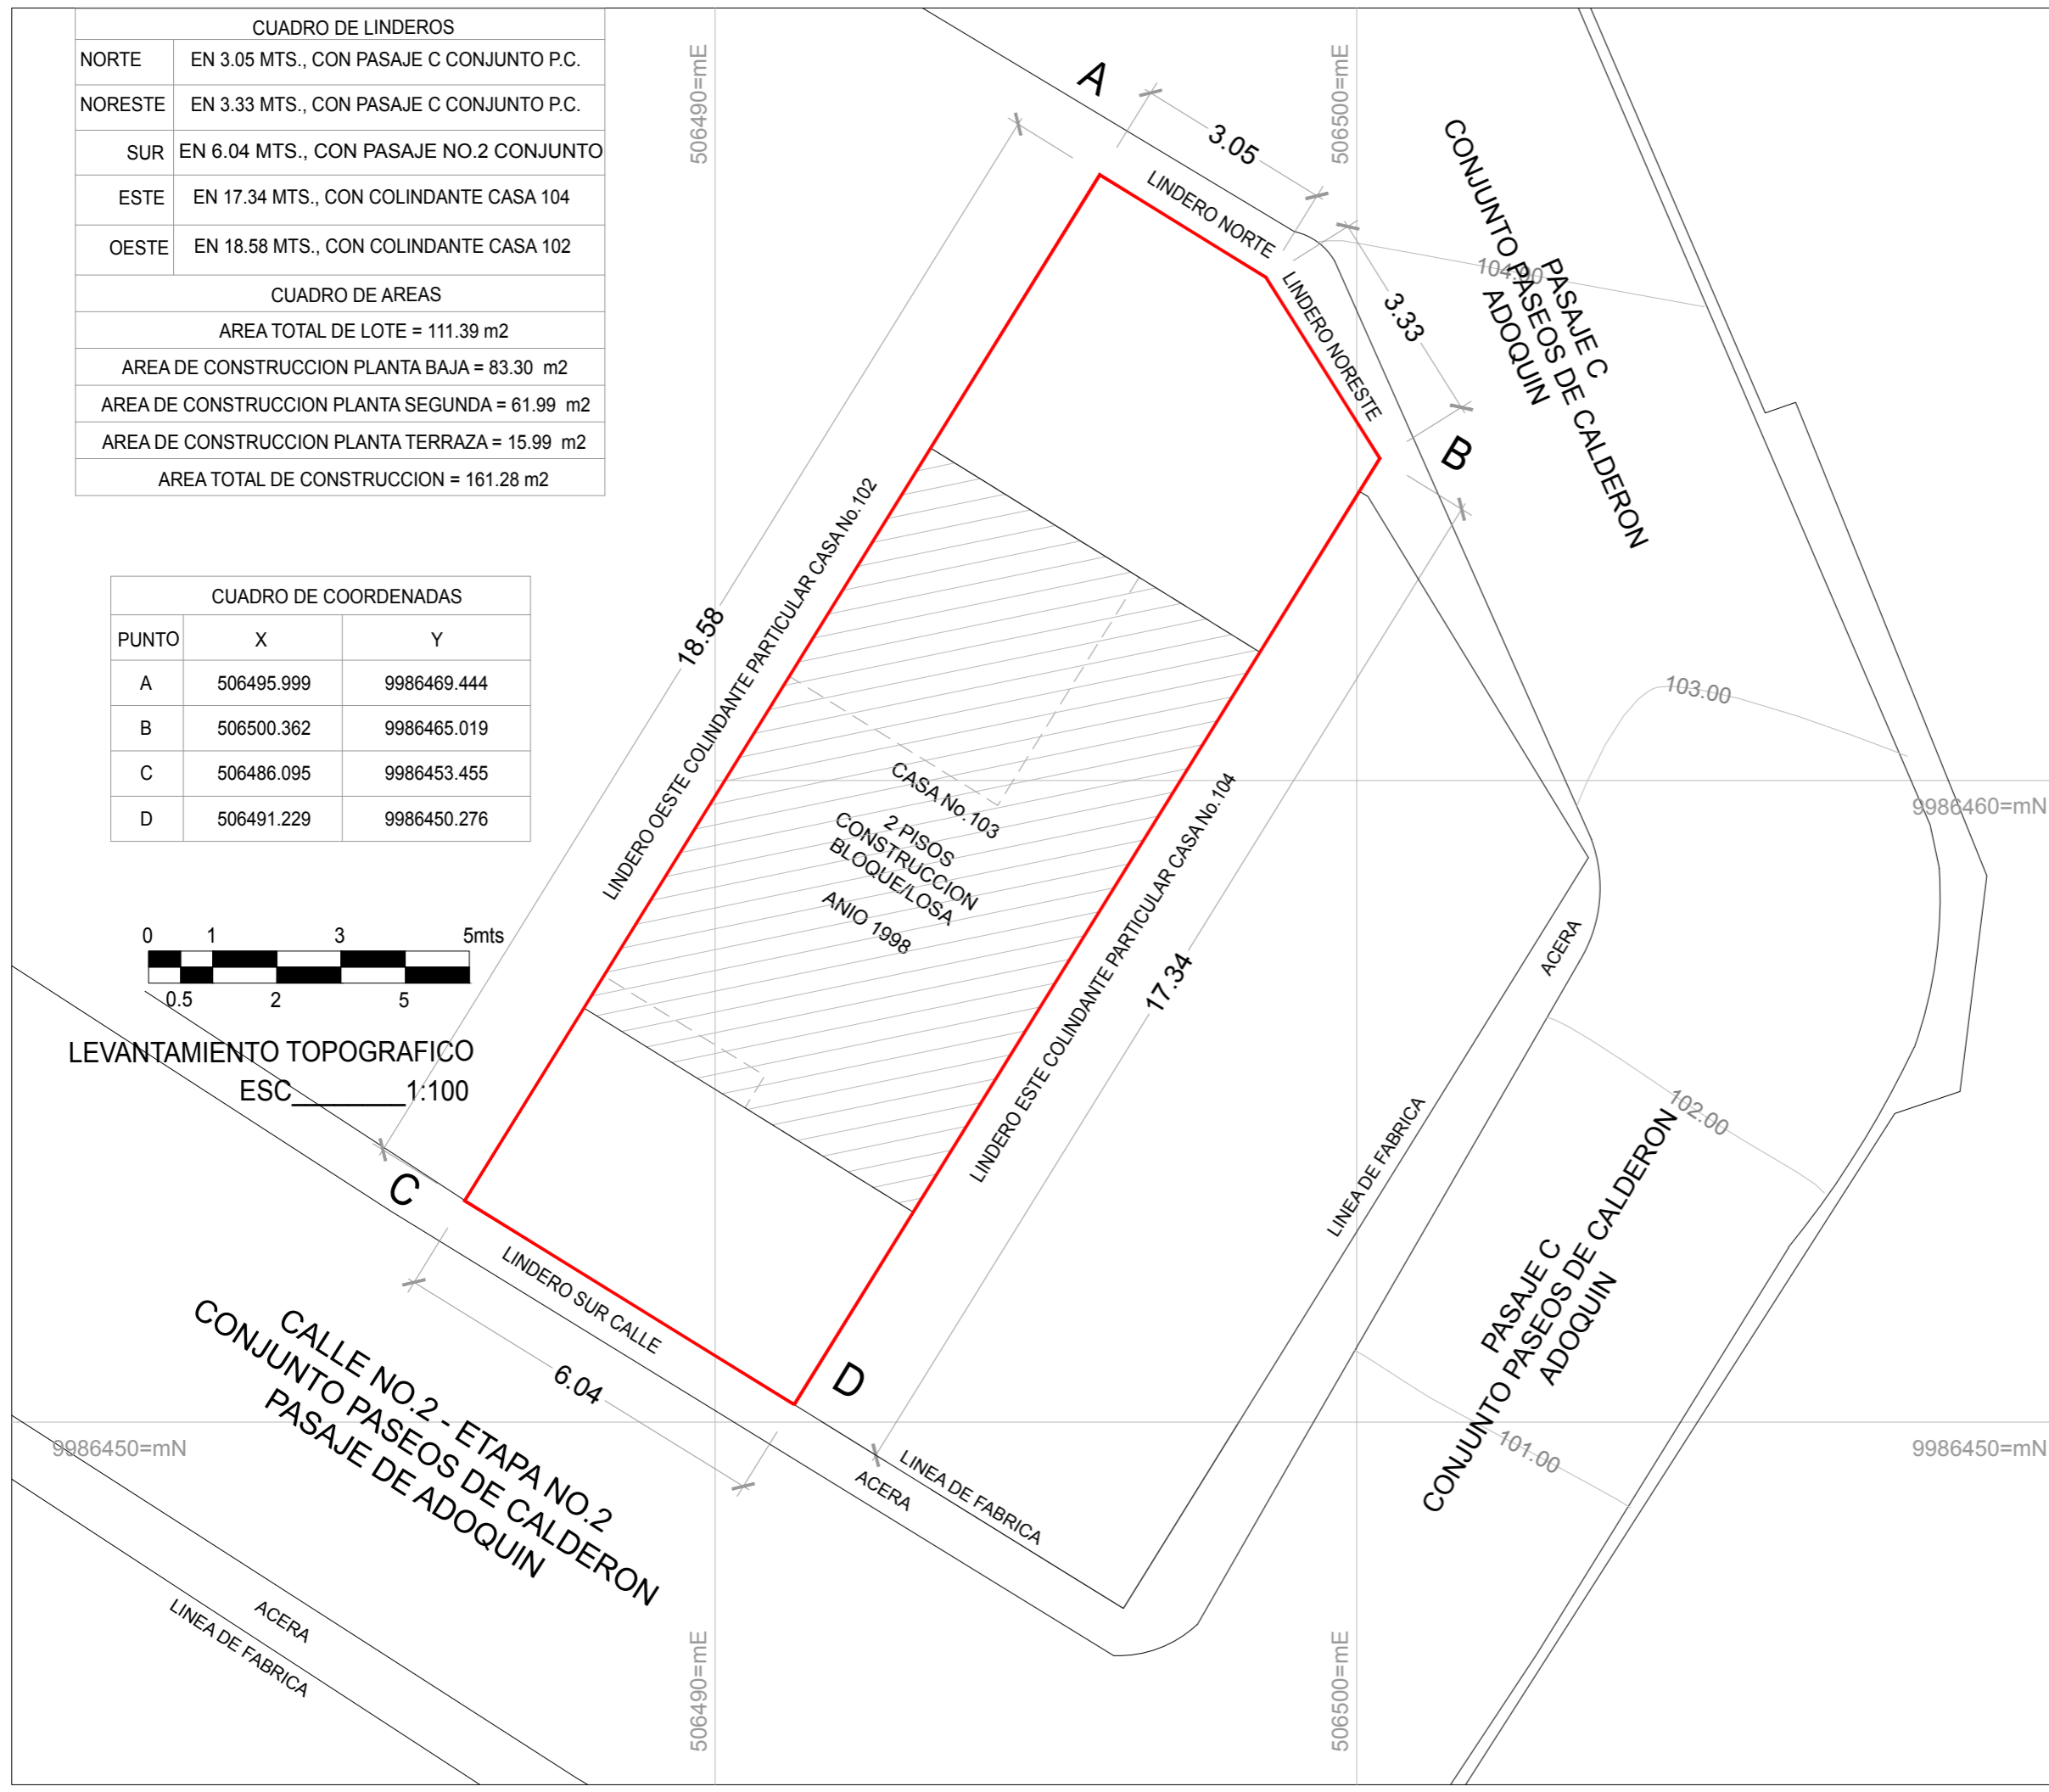 CUADRO DE LINDEROS
NORTE EN 3.05 MTS., CON PASAJE C CONJUNTO P.C.
NORESTE EN 3.33 MTS., CON PASAJE C CONJUNTO P.C.
SUR EN 6.04 MTS., CON PASAJE NO.2 CONJUNTO
ESTE EN 17.34 MTS., CON COLINDANTE CASA 104
OESTE EN 18.58 MTS., CON COLINDANTE CASA 102
CUADRO DE AREAS
AREA TOTAL DE LOTE = 111.39 m2
AREA DE CONSTRUCCION PLANTA BAJA = 83.30 m2
AREA DE CONSTRUCCION PLANTA SEGUNDA = 61.99 m2
AREA DE CONSTRUCCION PLANTA TERRAZA = 15.99 m2
AREA TOTAL DE CONSTRUCCION = 161.28 m2
CUADRO DE COORDENADAS
PUNTO X Y
A 506495.999 9986469.444
B 506500.362 9986465.019
C 506486.095 9986453.455
D 506491.229 9986450.276
0 1 3 5mts
0.5 2 5
LEVANTAMIENTO TOPOGRAFICO
ESC________1:100
506490=mE
506500=mE
A
3.05
LINDERO NORTE
LINDERO NORESTE
3.33
B
PASAJE C
CONJUNTO PASEOS DE CALDERON
ADOQUIN
104.00
103.00
9986460=mN
18.58
LINDERO OESTE COLINDANTE PARTICULAR CASA No.102
CASA No.103
2 PISOS
CONSTRUCCION
BLOQUE/LOSA
ANIO 1998
LINDERO ESTE COLINDANTE PARTICULAR CASA No.104
17.34
ACERA
LINEA DE FABRICA
102.00
PASAJE C
CONJUNTO PASEOS DE CALDERON
ADOQUIN
101.00
C
LINDERO SUR CALLE
6.04
D
LINEA DE FABRICA
ACERA
CALLE NO.2 - ETAPA NO.2
CONJUNTO PASEOS DE CALDERON
PASAJE DE ADOQUIN
9986450=mN
9986450=mN
ACERA
LINEA DE FABRICA
506490=mE
506500=mE